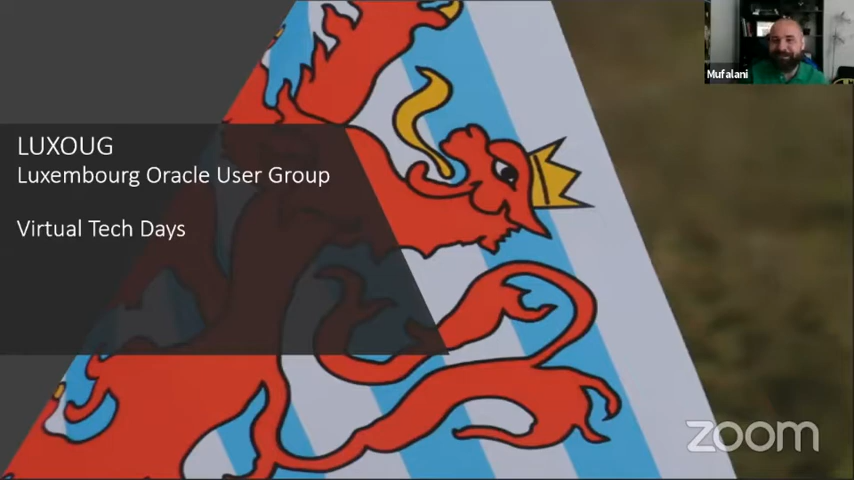 LUXOUG
Luxembourg Oracle User Group
Virtual Tech Days
Mufalani
zoom